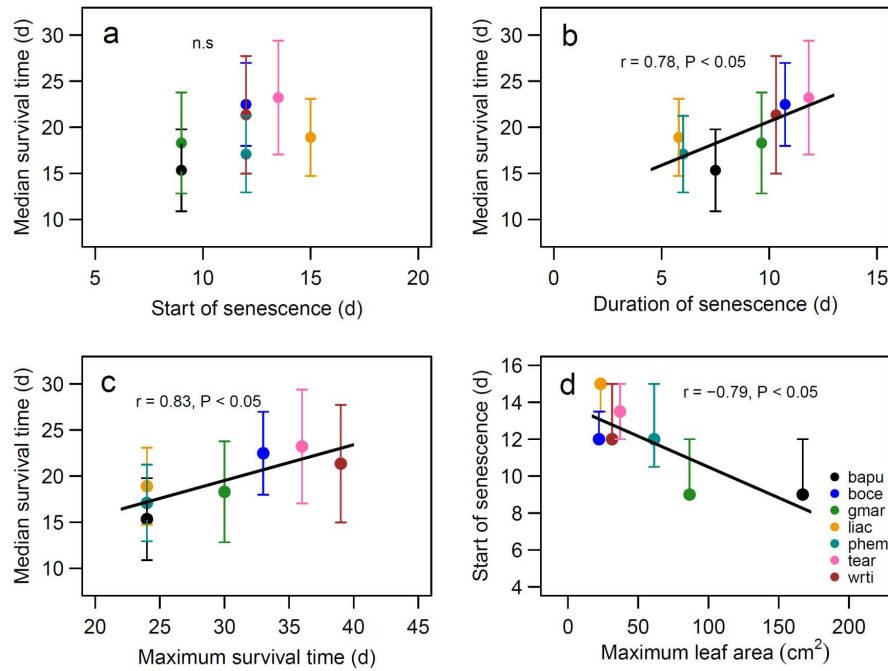 a
n.s
Median survival time (d)
30
25
20
15
10
5
10
15
20
Start of senescence (d)
b
r = 0.78, P < 0.05
Median survival time (d)
30
25
20
15
10
0
5
10
15
Duration of senescence (d)
c
r = 0.83, P < 0.05
Median survival time (d)
30
25
20
15
10
20
25
30
35
40
45
Maximum survival time (d)
d
r = −0.79, P < 0.05
Start of senescence (d)
16
14
12
10
8
6
4
bapu
boce
gmar
liac
phem
tear
wrti
0
50
100
150
200
Maximum leaf area (cm²)